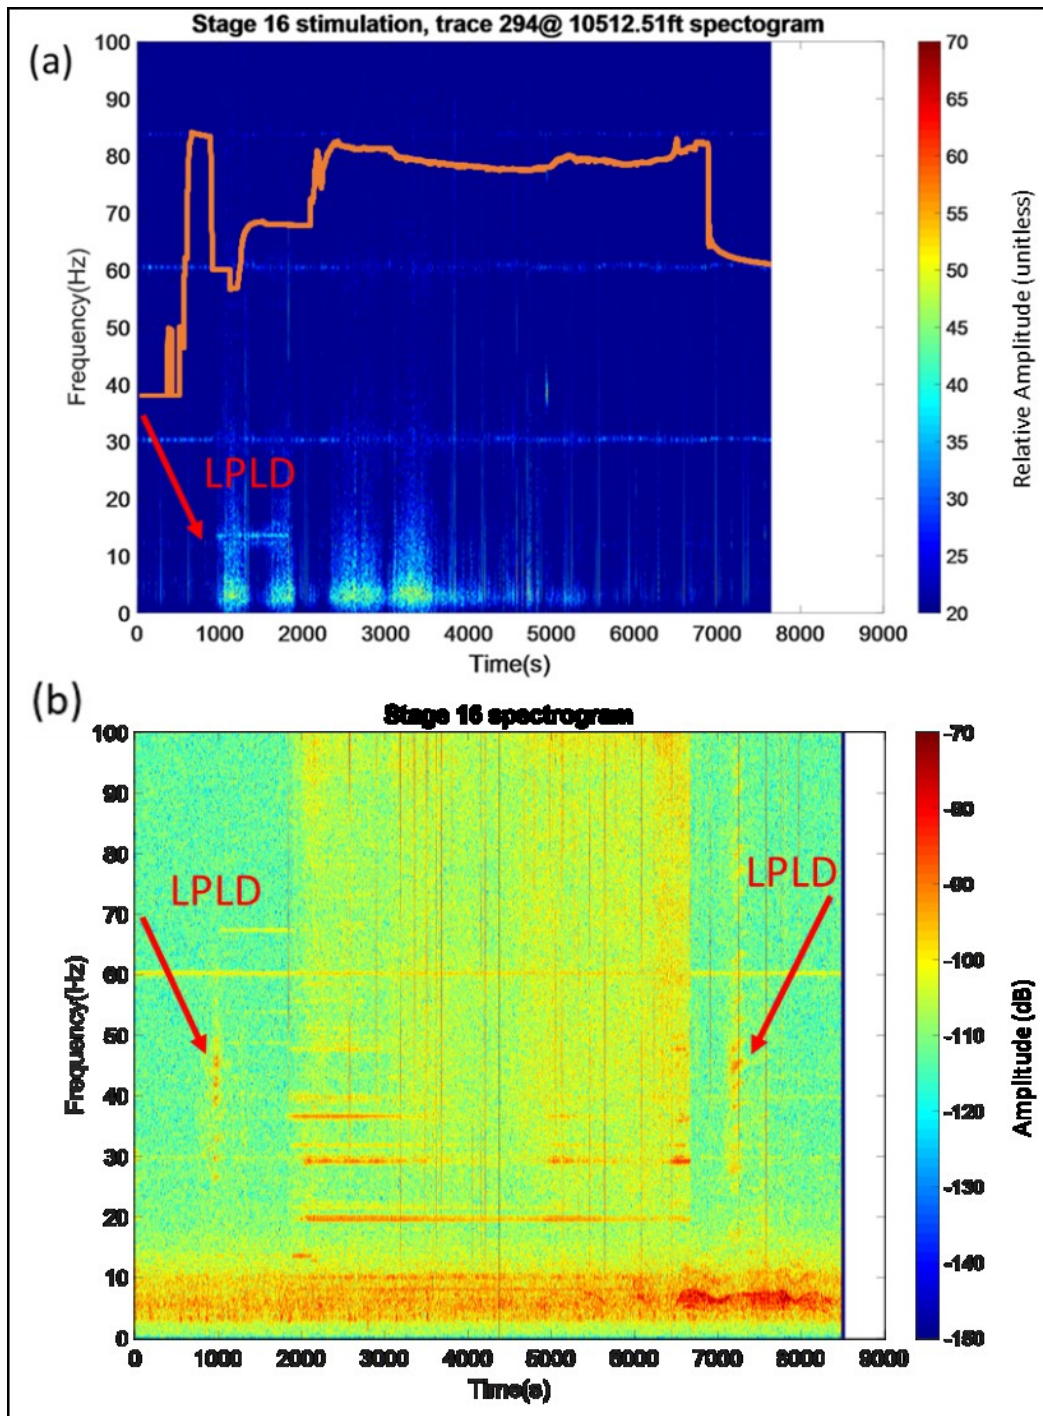 (a)
Stage 16 stimulation, trace 294@ 10512.51ft spectogram
100
90
80
70
60
50
40
30
20
10
0
Frequency(Hz)
LPLD
0 1000 2000 3000 4000 5000 6000 7000 8000 9000
Time(s)
70
65
60
55
50
45
40
35
30
25
20
Relative Amplitude (unitless)
(b)
Stage 16 spectrogram
100
90
80
70
60
50
40
30
20
10
0
Frequency(Hz)
LPLD
LPLD
0 1000 2000 3000 4000 5000 6000 7000 8000 9000
Time(s)
-70
-80
-90
-100
-110
-120
-130
-140
-150
Amplitude (dB)